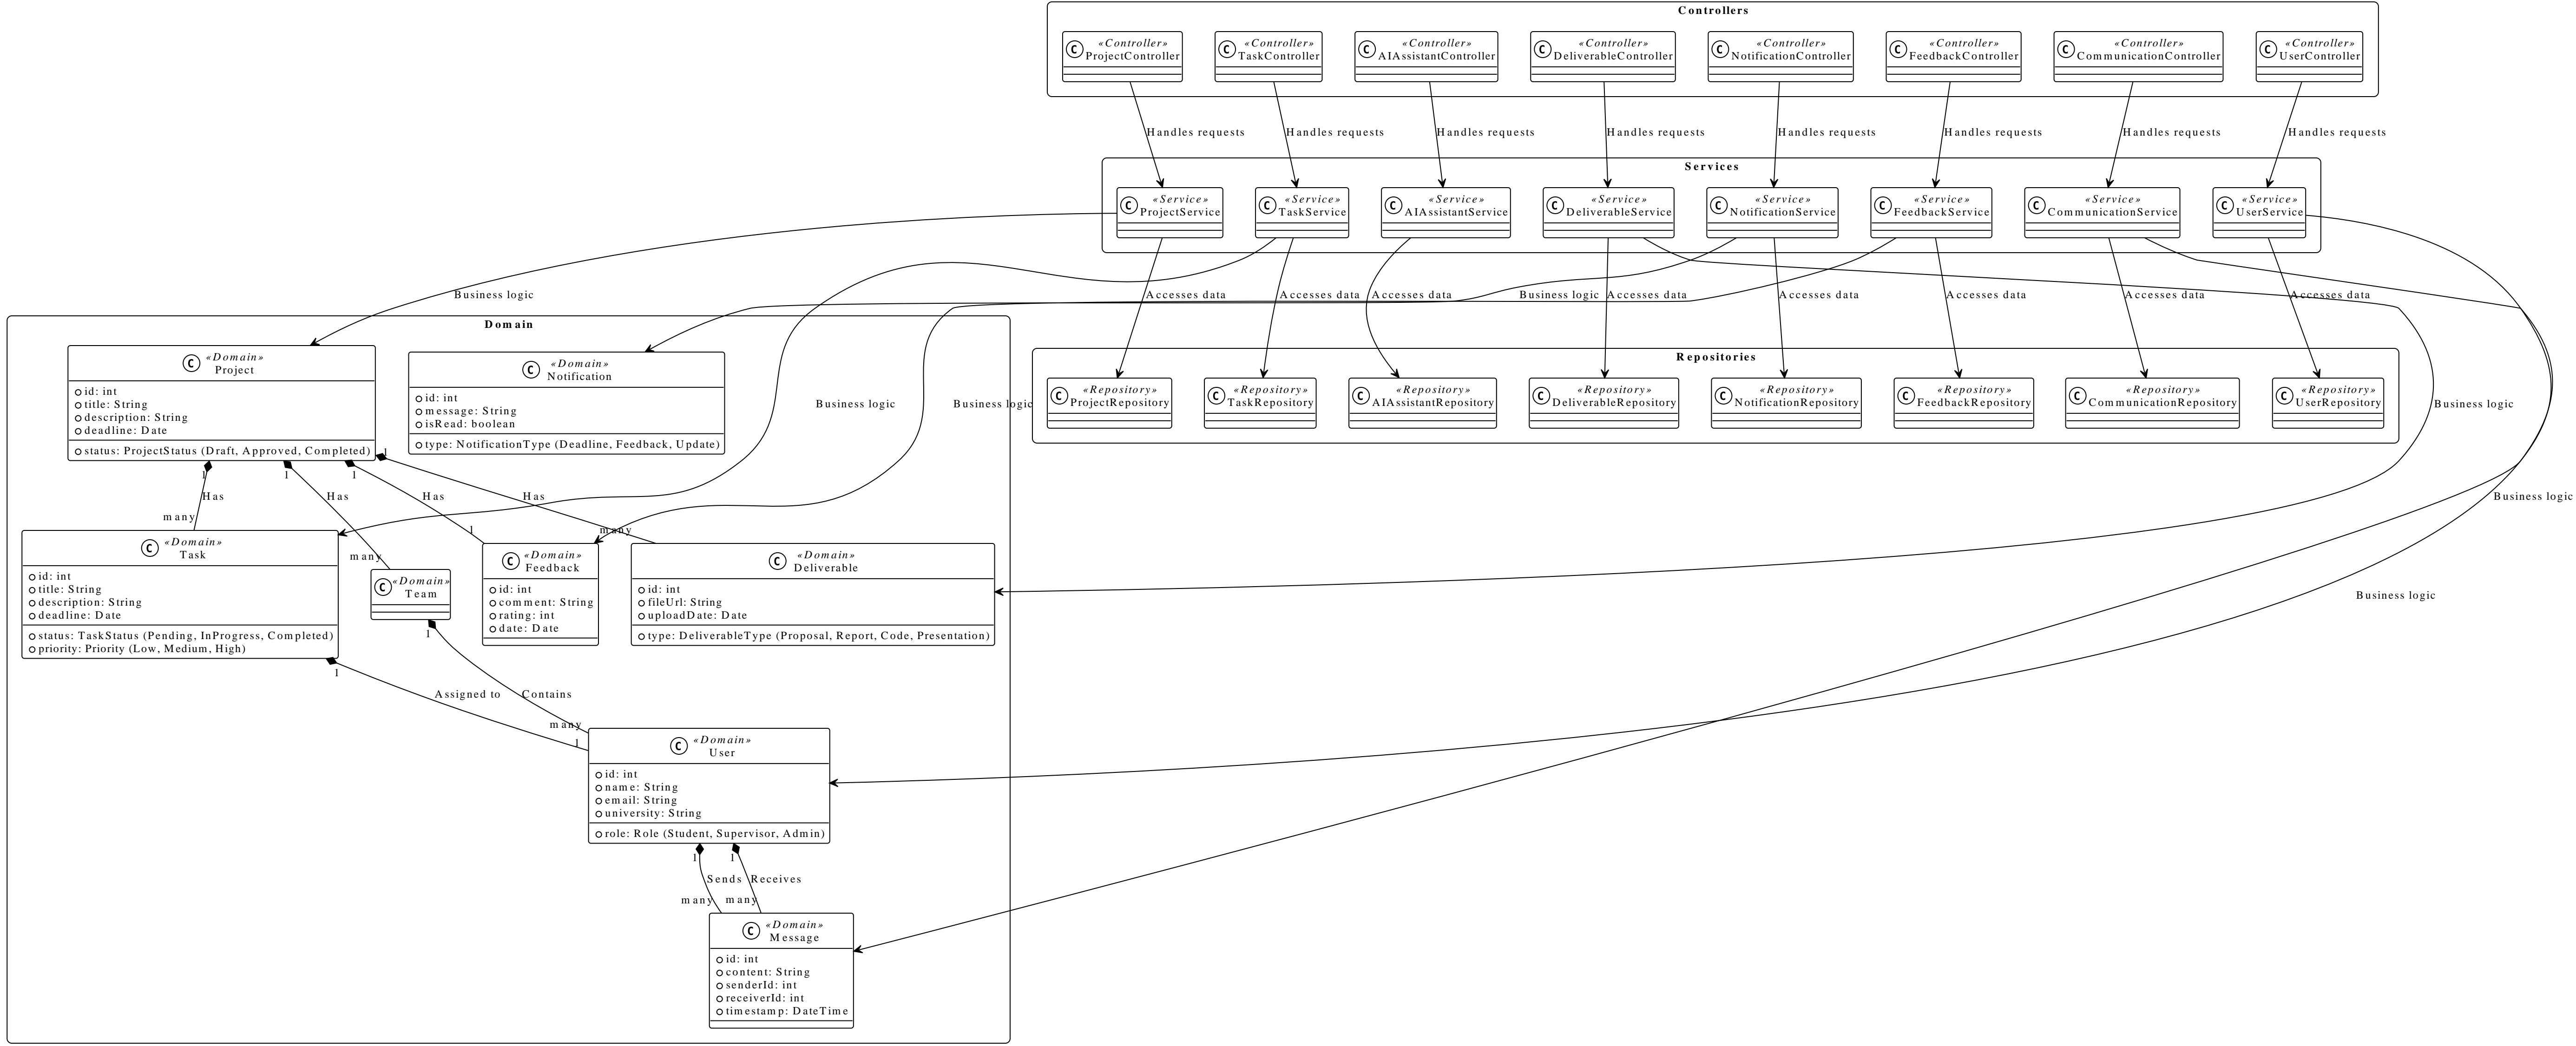 Controllers
«Controller»
ProjectController
«Controller»
TaskController
«Controller»
AIAssistantController
«Controller»
DeliverableController
«Controller»
NotificationController
«Controller»
FeedbackController
«Controller»
CommunicationController
«Controller»
UserController
Handles requests
Handles requests
Handles requests
Handles requests
Handles requests
Handles requests
Handles requests
Handles requests
Services
«Service»
ProjectService
«Service»
TaskService
«Service»
AIAssistantService
«Service»
DeliverableService
«Service»
NotificationService
«Service»
FeedbackService
«Service»
CommunicationService
«Service»
UserService
Business logic
Accesses data
Accesses data
Accesses data
Business logic
Accesses data
Accesses data
Accesses data
Accesses data
Accesses data
Repositories
«Repository»
ProjectRepository
«Repository»
TaskRepository
«Repository»
AIAssistantRepository
«Repository»
DeliverableRepository
«Repository»
NotificationRepository
«Repository»
FeedbackRepository
«Repository»
CommunicationRepository
«Repository»
UserRepository
Business logic
Business logic
Business logic
Business logic
Business logic
Domain
«Domain»
Project
id: int
title: String
description: String
deadline: Date
status: ProjectStatus (Draft, Approved, Completed)
«Domain»
Notification
id: int
message: String
isRead: boolean
type: NotificationType (Deadline, Feedback, Update)
1
1
1
1
Has
Has
Has
Has
many
many
1
many
«Domain»
Task
id: int
title: String
description: String
deadline: Date
status: TaskStatus (Pending, InProgress, Completed)
priority: Priority (Low, Medium, High)
«Domain»
Team
«Domain»
Feedback
id: int
comment: String
rating: int
date: Date
«Domain»
Deliverable
id: int
fileUrl: String
uploadDate: Date
type: DeliverableType (Proposal, Report, Code, Presentation)
1
1
Assigned to
Contains
many
1
«Domain»
User
id: int
name: String
email: String
university: String
role: Role (Student, Supervisor, Admin)
1
1
Sends
Receives
many
many
«Domain»
Message
id: int
content: String
senderId: int
receiverId: int
timestamp: DateTime